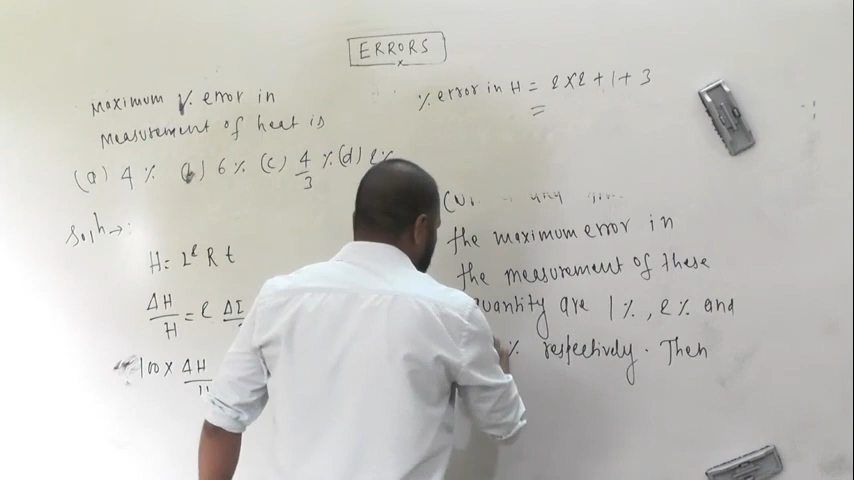 ERRORS
maximum % error in
measurement of heat is
(a) 4 % (b) 6 % (c) 4/3 % (d) 2 %
Solⁿ →:
H = I² R t
ΔH/H = 2 ΔI
100 × ΔH/H
% error in H = 2 × 2 + 1 + 3
=
the maximum error in
the measurement of these
quantity are 1 %, 2 % and
% respectively. Then